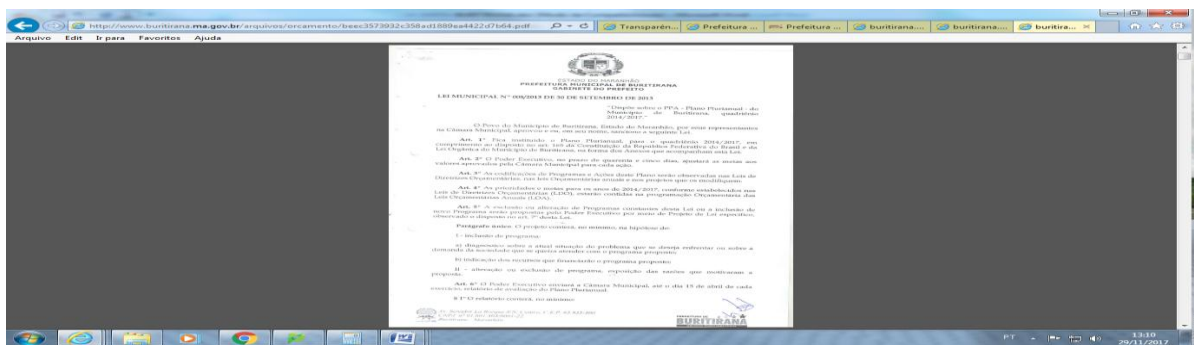 http://www.buritirana.ma.gov.br/arquivos/orcamento/
Transparên... Prefeitura ... Prefeitura ... buritirana.... buritirana.... buritira...
Arquivo Edit Ir para Favoritos Ajuda
ESTADO DO MARANHÃO
PREFEITURA MUNICIPAL DE BURITIRANA
GABINETE DO PREFEITO
LEI MUNICIPAL Nº DE SETEMBRO DE 2013
"Dispõe sobre o PPA - Plano Plurianual - do
Município de Buritirana, quadriênio
2014/2017."
O Povo do Município de Buritirana, Estado do Maranhão, por seus representantes
na Câmara Municipal, aprovou e eu, em seu nome, sanciono a seguinte Lei:
Art. 1º Fica instituído o Plano Plurianual, para o quadriênio 2014/2017, em
cumprimento ao disposto no art. 165 da Constituição da República Federativa do Brasil e da
Lei Orgânica do Município de Buritirana, na forma dos Anexos que acompanham esta Lei.
Art. 2º O Poder Executivo, no prazo de quarenta e cinco dias, ajustará as metas aos
valores aprovados pela Câmara Municipal para cada ação.
Art. 3º As codificações de Programas e Ações deste Plano serão observadas nas Leis de
Diretrizes Orçamentárias, nas leis Orçamentárias anuais e nos projetos que os modifiquem.
Art. 4º As prioridades e metas para os anos de 2014/2017, conforme estabelecidos nas
Leis de Diretrizes Orçamentárias (LDO), estarão contidas na programação Orçamentária das
Leis Orçamentárias Anuais (LOA).
Art. 5º A exclusão ou alteração de Programas constantes desta Lei ou a inclusão de
novo Programa serão propostos pelo Poder Executivo por meio de Projeto de Lei específico,
observado o disposto no art. 7º desta Lei.
Parágrafo único. O projeto conterá, no mínimo, na hipótese de:
I - inclusão de programa:
a) diagnóstico sobre a atual situação do problema que se deseja enfrentar ou sobre a
demanda da sociedade que se queira atender com o programa proposto;
b) indicação dos recursos que financiarão o programa proposto;
II - alteração ou exclusão de programa, exposição das razões que motivaram a
proposta.
Art. 6º O Poder Executivo enviará a Câmara Municipal, até o dia 15 de abril de cada
exercício, relatório de avaliação do Plano Plurianual.
§ 1º O relatório conterá, no mínimo:
BURITIRANA
PT
13:10
29/11/2017